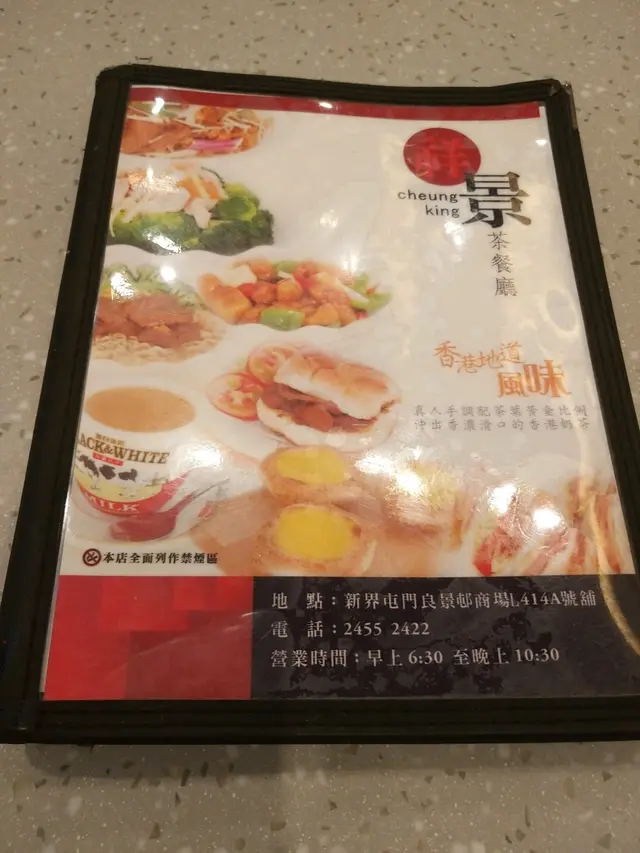 景
cheung
king
茶餐廳
香港地道
風味
真人手調配茶葉黃金比例
沖出香濃滑口的香港奶茶
BLACK&WHITE
MILK
本店全面列作禁煙區
地 點：新界屯門良景邨商場L414A號舖
電 話：2455 2422
營業時間：早上 6:30 至晚上 10:30